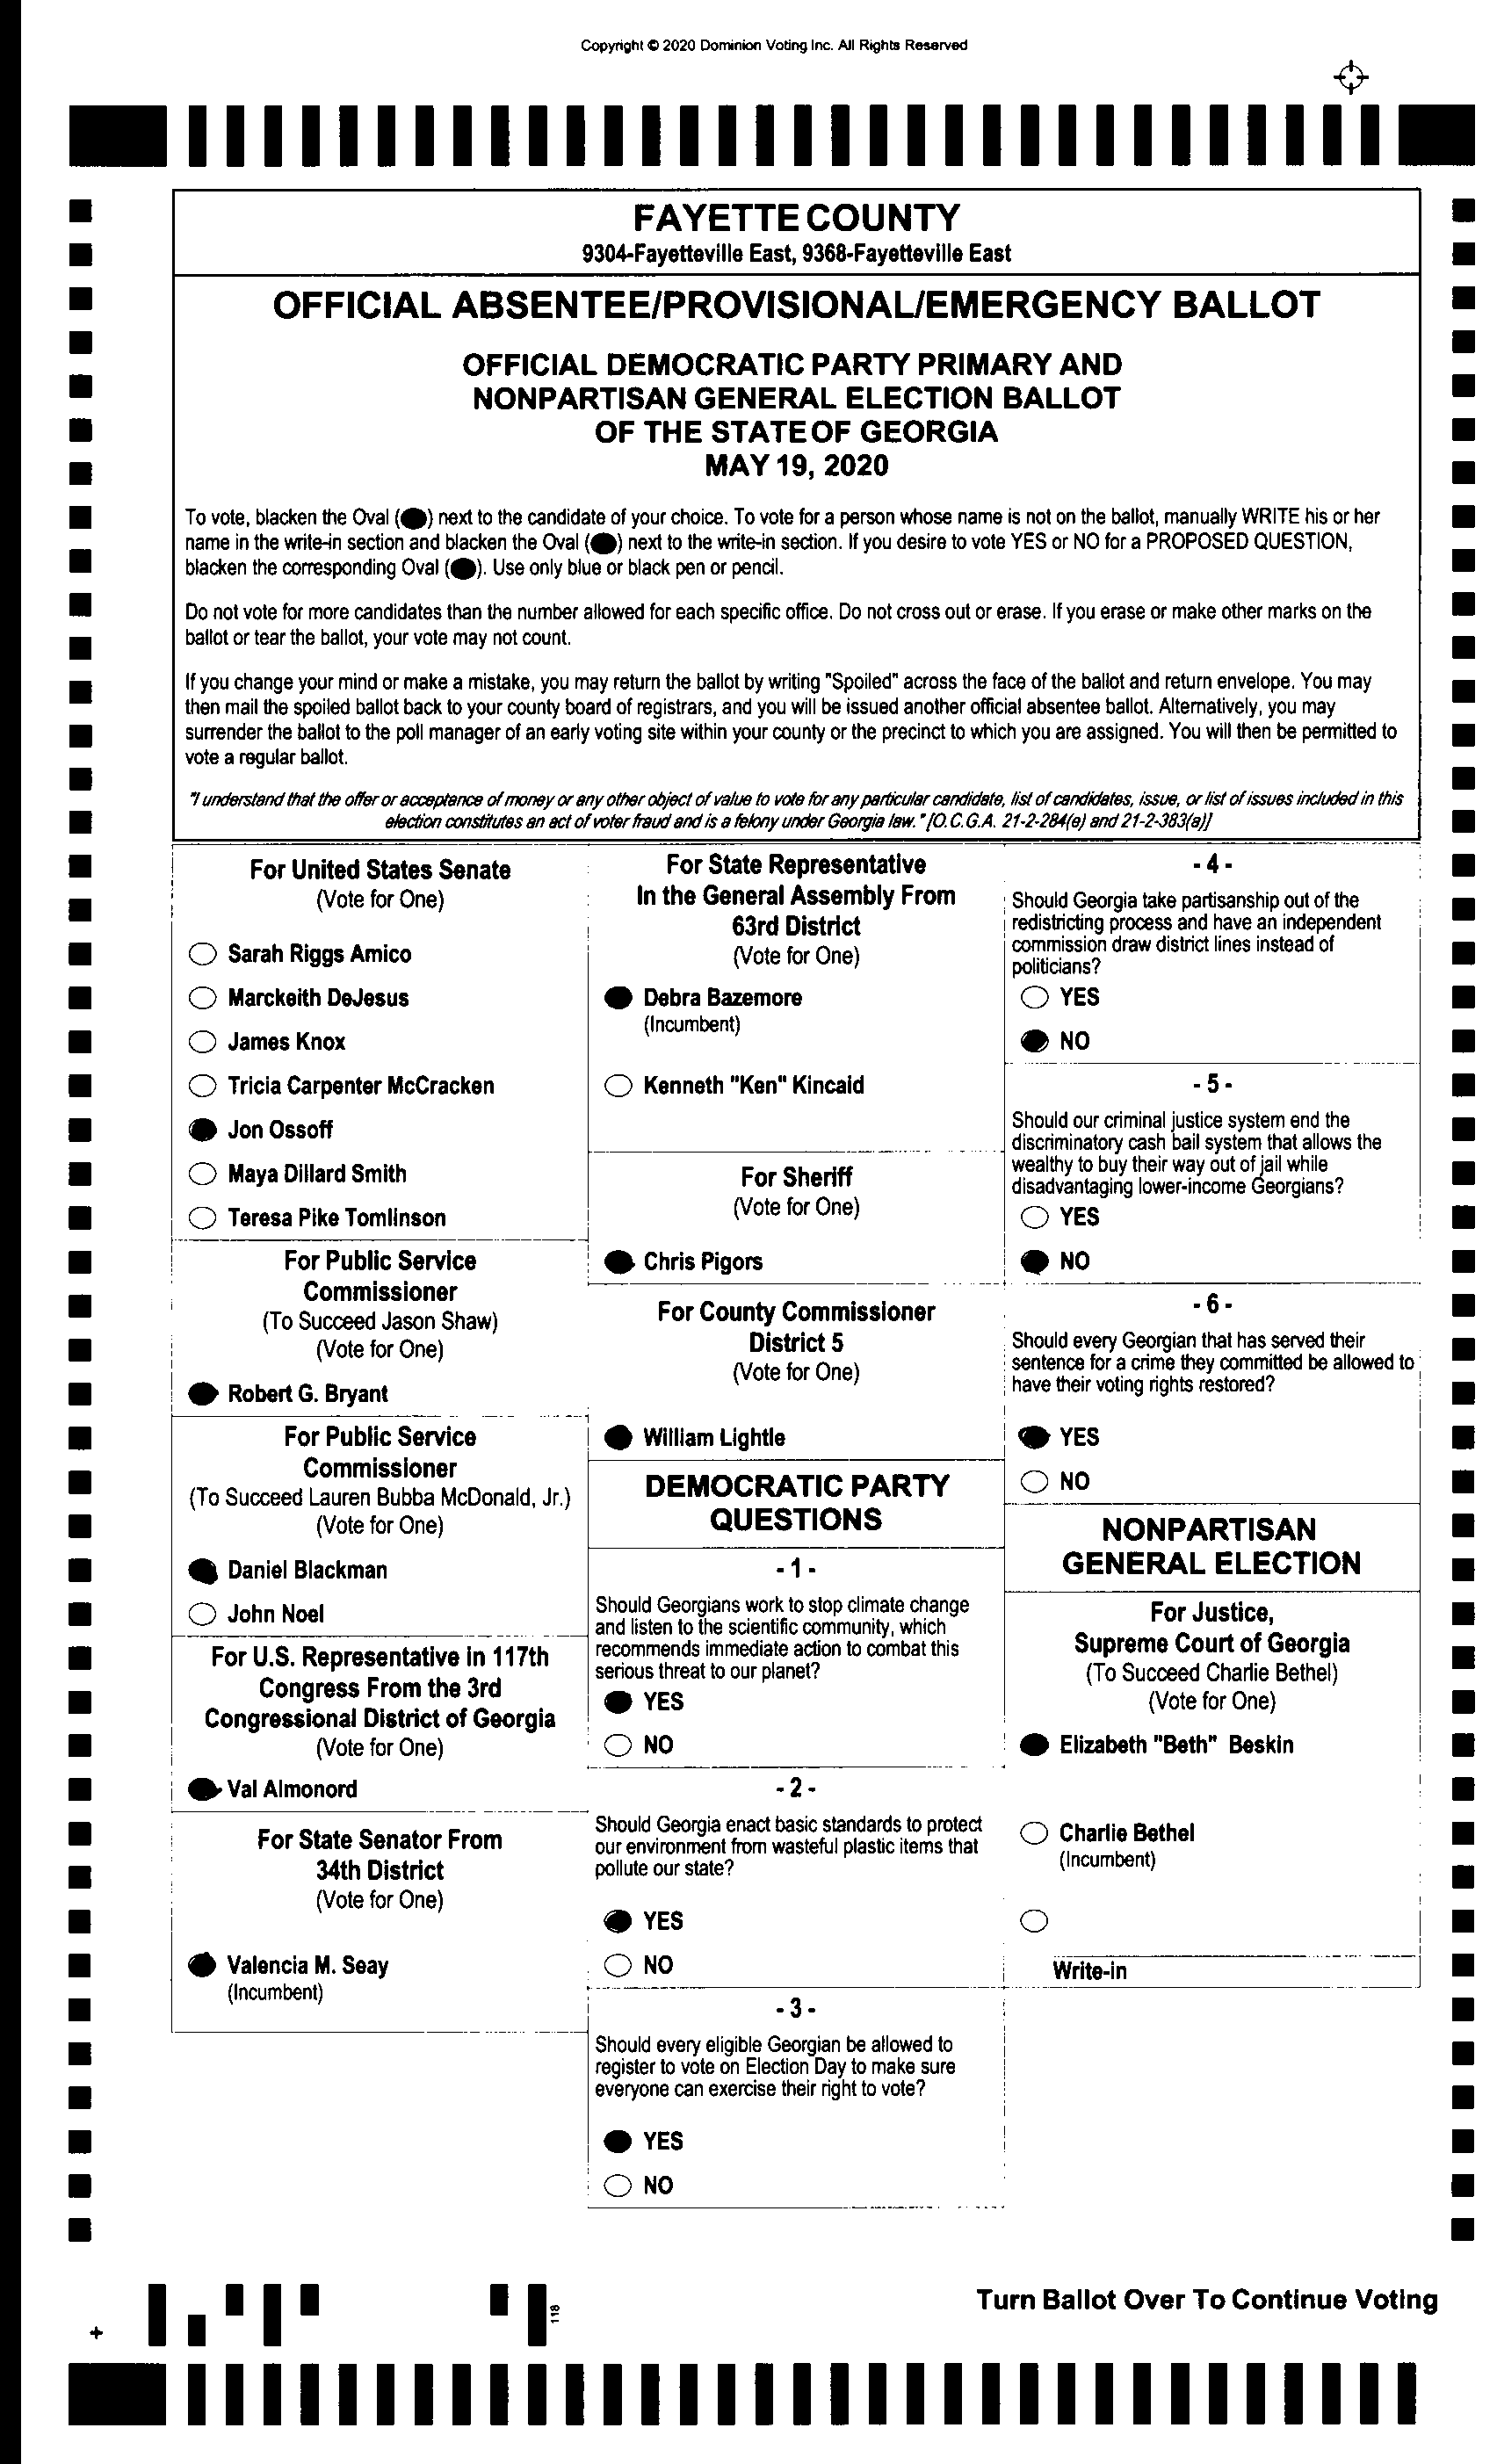 Copyright © 2020 Dominion Voting Inc. All Rights Reserved
FAYETTE COUNTY
9304-Fayetteville East, 9368-Fayetteville East
OFFICIAL ABSENTEE/PROVISIONAL/EMERGENCY BALLOT
OFFICIAL DEMOCRATIC PARTY PRIMARY AND
NONPARTISAN GENERAL ELECTION BALLOT
OF THE STATE OF GEORGIA
MAY 19, 2020
To vote, blacken the Oval ( ) next to the candidate of your choice. To vote for a person whose name is not on the ballot, manually WRITE his or her
name in the write-in section and blacken the Oval ( ) next to the write-in section. If you desire to vote YES or NO for a PROPOSED QUESTION,
blacken the corresponding Oval ( ). Use only blue or black pen or pencil.
Do not vote for more candidates than the number allowed for each specific office. Do not cross out or erase. If you erase or make other marks on the
ballot or tear the ballot, your vote may not count.
If you change your mind or make a mistake, you may return the ballot by writing "Spoiled" across the face of the ballot and return envelope. You may
then mail the spoiled ballot back to your county board of registrars, and you will be issued another official absentee ballot. Alternatively, you may
surrender the ballot to the poll manager of an early voting site within your county or the precinct to which you are assigned. You will then be permitted to
vote a regular ballot.
"I understand that the offer or acceptance of money or any other object of value to vote for any particular candidate, list of candidates, issue, or list of issues included in this
election constitutes an act of voter fraud and is a felony under Georgia law." [O.C.G.A. 21-2-284(e) and 21-2-383(a)]
For United States Senate
(Vote for One)
Sarah Riggs Amico
Marckeith DeJesus
James Knox
Tricia Carpenter McCracken
Jon Ossoff
Maya Dillard Smith
Teresa Pike Tomlinson
For Public Service
Commissioner
(To Succeed Jason Shaw)
(Vote for One)
Robert G. Bryant
For Public Service
Commissioner
(To Succeed Lauren Bubba McDonald, Jr.)
(Vote for One)
Daniel Blackman
John Noel
For U.S. Representative in 117th
Congress From the 3rd
Congressional District of Georgia
(Vote for One)
Val Almonord
For State Senator From
34th District
(Vote for One)
Valencia M. Seay
(Incumbent)
For State Representative
In the General Assembly From
63rd District
(Vote for One)
Debra Bazemore
(Incumbent)
Kenneth "Ken" Kincaid
For Sheriff
(Vote for One)
Chris Pigors
For County Commissioner
District 5
(Vote for One)
William Lightle
DEMOCRATIC PARTY
QUESTIONS
- 1 -
Should Georgians work to stop climate change
and listen to the scientific community, which
recommends immediate action to combat this
serious threat to our planet?
YES
NO
- 2 -
Should Georgia enact basic standards to protect
our environment from wasteful plastic items that
pollute our state?
YES
NO
- 3 -
Should every eligible Georgian be allowed to
register to vote on Election Day to make sure
everyone can exercise their right to vote?
YES
NO
- 4 -
Should Georgia take partisanship out of the
redistricting process and have an independent
commission draw district lines instead of
politicians?
YES
NO
- 5 -
Should our criminal justice system end the
discriminatory cash bail system that allows the
wealthy to buy their way out of jail while
disadvantaging lower-income Georgians?
YES
NO
- 6 -
Should every Georgian that has served their
sentence for a crime they committed be allowed to
have their voting rights restored?
YES
NO
NONPARTISAN
GENERAL ELECTION
For Justice,
Supreme Court of Georgia
(To Succeed Charlie Bethel)
(Vote for One)
Elizabeth "Beth" Beskin
Charlie Bethel
(Incumbent)
Write-in
118
Turn Ballot Over To Continue Voting